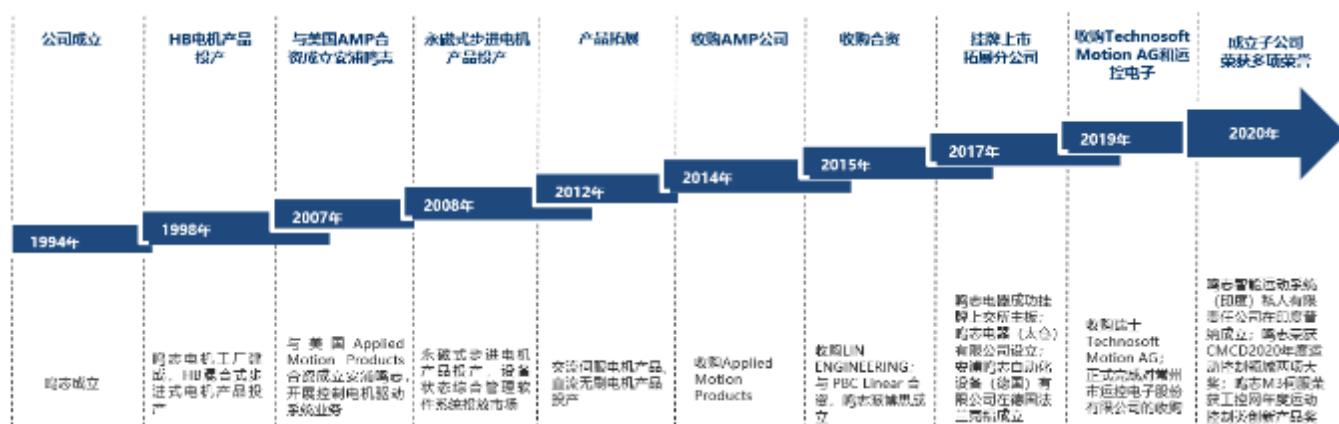 公司成立
HB电机产品
投产
与美国AMP合
资成立安浦鸣志
永磁式步进电机
产品投产
产品拓展
收购AMP公司
收购合资
挂牌上市
拓展分公司
收购Technosoft
Motion AG和运
控电子
成立子公司
荣获多项荣誉
1994年
1998年
2007年
2008年
2012年
2014年
2015年
2017年
2019年
2020年
鸣志成立
鸣志电机工厂建
成，HB混合式步
进式电机产品投
产
与美国Applied
Motion Products
合资成立安浦鸣志，
开展控制电机驱动
系统业务
永磁式步进电机
产品投产，设备
状态综合管理软
件系统投放市场
交流伺服电机产品、
直流无刷电机产品
投产
收购Applied
Motion
Products
收购LIN
ENGINEERING；
与PBC Linear合
资，鸣志派博思成
立
鸣志电器成功挂
牌上交所主板；
鸣志电器（太仓）
有限公司设立；
安浦鸣志自动化
设备（德国）有
限公司在德国法
兰克福成立
收购瑞士
Technosoft
Motion AG；
正式完成对常州
市运控电子股份
有限公司的收购
鸣志智能运动系统
（印度）私人有限
责任公司在印度普
纳成立；鸣志荣获
CMCD2020年度运
动控制领域两项大
奖；鸣志M3伺服荣
获工控网年度运动
控制类创新产品奖